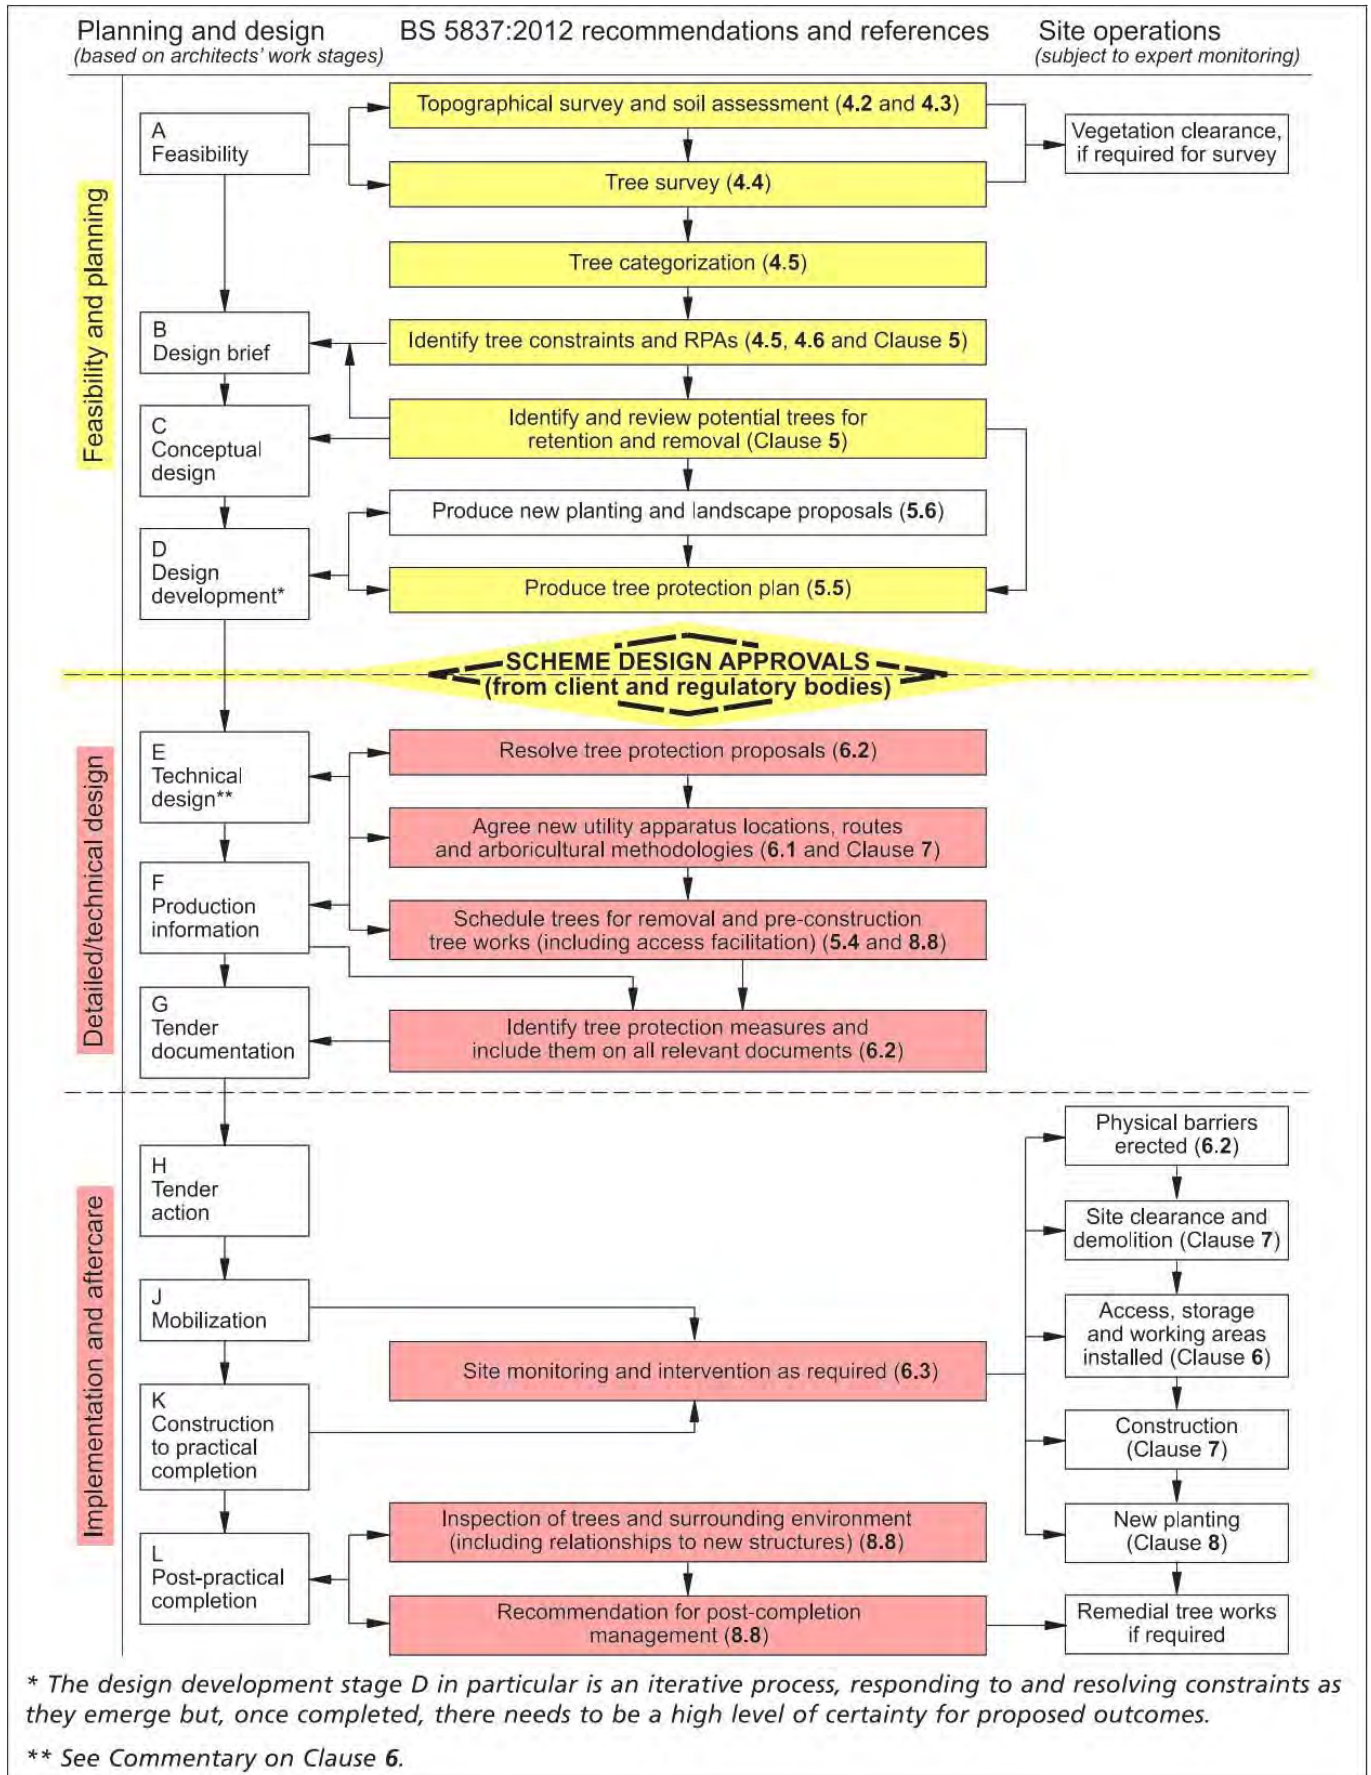 Planning and design
(based on architects' work stages)
BS 5837:2012 recommendations and references
Site operations
(subject to expert monitoring)
Feasibility and planning
A
Feasibility
Topographical survey and soil assessment (4.2 and 4.3)
Vegetation clearance,
if required for survey
Tree survey (4.4)
Tree categorization (4.5)
B
Design brief
Identify tree constraints and RPAs (4.5, 4.6 and Clause 5)
C
Conceptual
design
Identify and review potential trees for
retention and removal (Clause 5)
Produce new planting and landscape proposals (5.6)
D
Design
development*
Produce tree protection plan (5.5)
SCHEME DESIGN APPROVALS
(from client and regulatory bodies)
Detailed/technical design
E
Technical
design**
Resolve tree protection proposals (6.2)
Agree new utility apparatus locations, routes
and arboricultural methodologies (6.1 and Clause 7)
F
Production
information
Schedule trees for removal and pre-construction
tree works (including access facilitation) (5.4 and 8.8)
G
Tender
documentation
Identify tree protection measures and
include them on all relevant documents (6.2)
Implementation and aftercare
H
Tender
action
Physical barriers
erected (6.2)
Site clearance and
demolition (Clause 7)
J
Mobilization
Access, storage
and working areas
installed (Clause 6)
Site monitoring and intervention as required (6.3)
K
Construction
to practical
completion
Construction
(Clause 7)
Inspection of trees and surrounding environment
(including relationships to new structures) (8.8)
New planting
(Clause 8)
L
Post-practical
completion
Recommendation for post-completion
management (8.8)
Remedial tree works
if required
* The design development stage D in particular is an iterative process, responding to and resolving constraints as
they emerge but, once completed, there needs to be a high level of certainty for proposed outcomes.
** See Commentary on Clause 6.